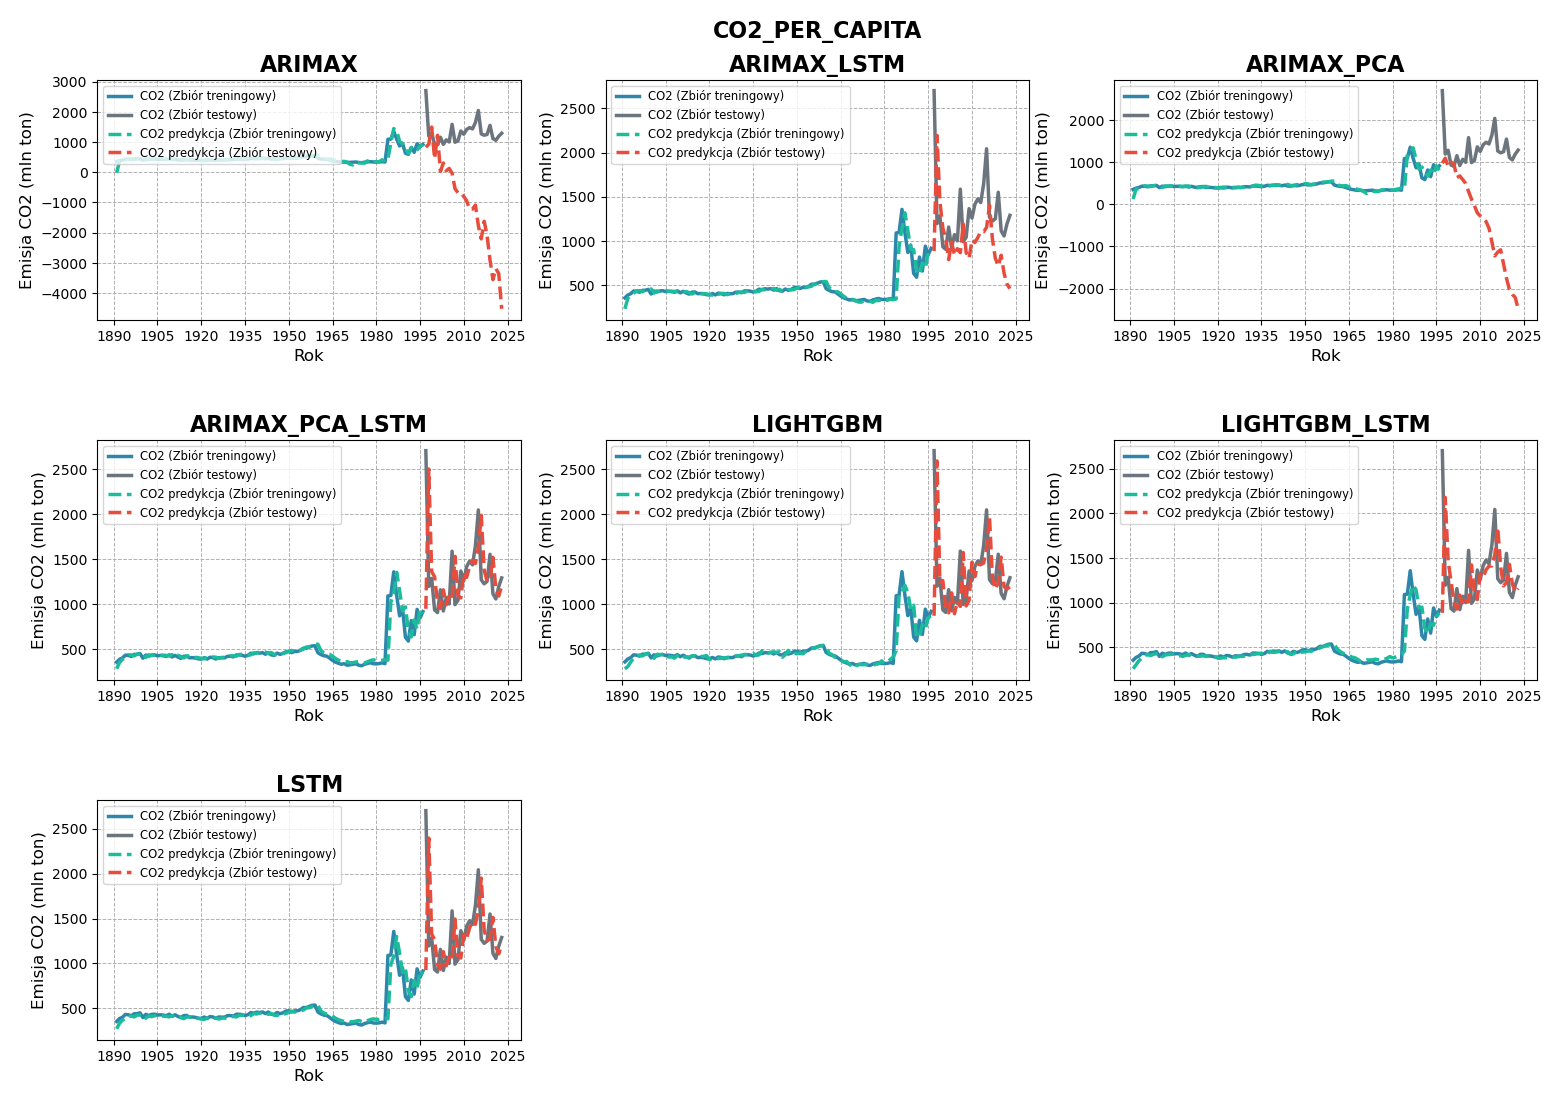 CO2_PER_CAPITA
ARIMAX
3000
2000
1000
0
−1000
−2000
−3000
−4000
Emisja CO2 (mln ton)
CO2 (Zbiór treningowy)
CO2 (Zbiór testowy)
CO2 predykcja (Zbiór treningowy)
CO2 predykcja (Zbiór testowy)
1890 1905 1920 1935 1950 1965 1980 1995 2010 2025
Rok
ARIMAX_LSTM
2500
2000
1500
1000
500
Emisja CO2 (mln ton)
CO2 (Zbiór treningowy)
CO2 (Zbiór testowy)
CO2 predykcja (Zbiór treningowy)
CO2 predykcja (Zbiór testowy)
1890 1905 1920 1935 1950 1965 1980 1995 2010 2025
Rok
ARIMAX_PCA
2000
1000
0
−1000
−2000
Emisja CO2 (mln ton)
CO2 (Zbiór treningowy)
CO2 (Zbiór testowy)
CO2 predykcja (Zbiór treningowy)
CO2 predykcja (Zbiór testowy)
1890 1905 1920 1935 1950 1965 1980 1995 2010 2025
Rok
ARIMAX_PCA_LSTM
2500
2000
1500
1000
500
Emisja CO2 (mln ton)
CO2 (Zbiór treningowy)
CO2 (Zbiór testowy)
CO2 predykcja (Zbiór treningowy)
CO2 predykcja (Zbiór testowy)
1890 1905 1920 1935 1950 1965 1980 1995 2010 2025
Rok
LIGHTGBM
2500
2000
1500
1000
500
Emisja CO2 (mln ton)
CO2 (Zbiór treningowy)
CO2 (Zbiór testowy)
CO2 predykcja (Zbiór treningowy)
CO2 predykcja (Zbiór testowy)
1890 1905 1920 1935 1950 1965 1980 1995 2010 2025
Rok
LIGHTGBM_LSTM
2500
2000
1500
1000
500
Emisja CO2 (mln ton)
CO2 (Zbiór treningowy)
CO2 (Zbiór testowy)
CO2 predykcja (Zbiór treningowy)
CO2 predykcja (Zbiór testowy)
1890 1905 1920 1935 1950 1965 1980 1995 2010 2025
Rok
LSTM
2500
2000
1500
1000
500
Emisja CO2 (mln ton)
CO2 (Zbiór treningowy)
CO2 (Zbiór testowy)
CO2 predykcja (Zbiór treningowy)
CO2 predykcja (Zbiór testowy)
1890 1905 1920 1935 1950 1965 1980 1995 2010 2025
Rok